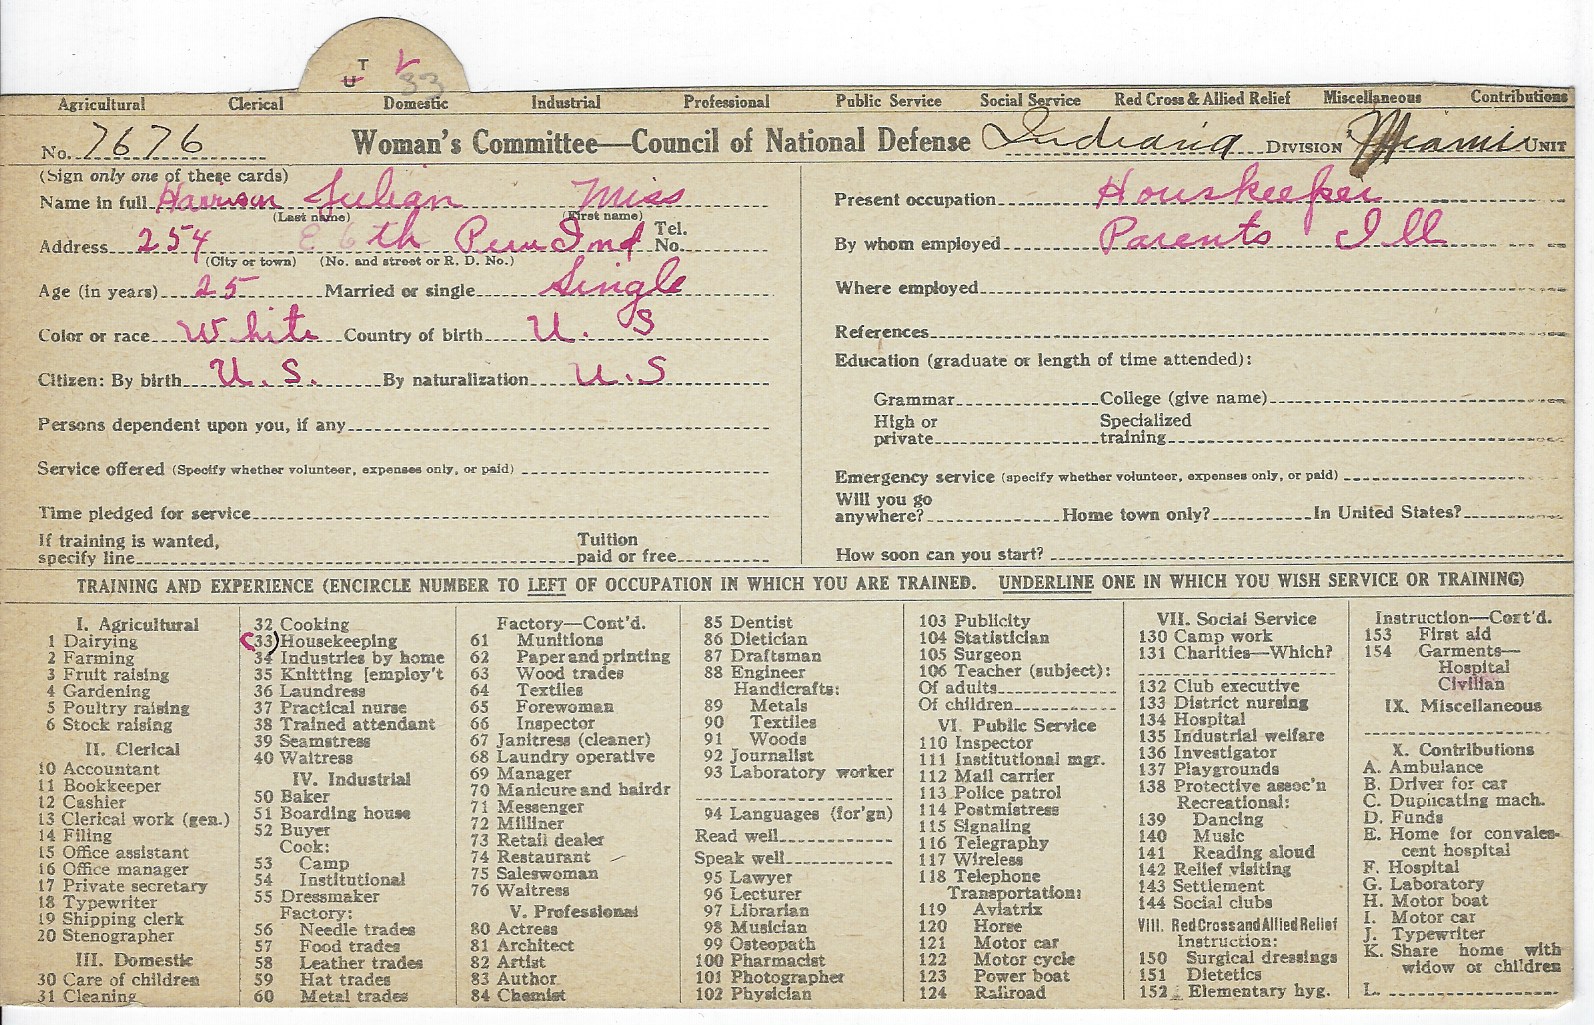 T
U 33
Agricultural Clerical Domestic Industrial Professional Public Service Social Service Red Cross & Allied Relief Miscellaneous Contributions
No. 7676 Woman's Committee—Council of National Defense Indiana DIVISION Miami UNIT
(Sign only one of these cards)
Name in full Harrison Julian Miss
(Last name) (First name)
Address 254 E 6th Peru Ind Tel. No.
(City or town) (No. and street or R. D. No.)
Age (in years) 25 Married or single Single
Color or race White Country of birth U. S
Citizen: By birth U. S. By naturalization U. S
Persons dependent upon you, if any
Service offered (Specify whether volunteer, expenses only, or paid)
Time pledged for service
If training is wanted, specify line Tuition paid or free
Present occupation Houskeeper
By whom employed Parents Ill
Where employed
References
Education (graduate or length of time attended):
Grammar College (give name)
High or private Specialized training
Emergency service (specify whether volunteer, expenses only, or paid)
Will you go anywhere? Home town only? In United States?
How soon can you start?
TRAINING AND EXPERIENCE (ENCIRCLE NUMBER TO LEFT OF OCCUPATION IN WHICH YOU ARE TRAINED. UNDERLINE ONE IN WHICH YOU WISH SERVICE OR TRAINING)
I. Agricultural
1 Dairying
2 Farming
3 Fruit raising
4 Gardening
5 Poultry raising
6 Stock raising
II. Clerical
10 Accountant
11 Bookkeeper
12 Cashier
13 Clerical work (gen.)
14 Filing
15 Office assistant
16 Office manager
17 Private secretary
18 Typewriter
19 Shipping clerk
20 Stenographer
III. Domestic
30 Care of children
31 Cleaning
32 Cooking
(33) Housekeeping
34 Industries by home
35 Knitting [employ't
36 Laundress
37 Practical nurse
38 Trained attendant
39 Seamstress
40 Waitress
IV. Industrial
50 Baker
51 Boarding house
52 Buyer
Cook:
53 Camp
54 Institutional
55 Dressmaker
Factory:
56 Needle trades
57 Food trades
58 Leather trades
59 Hat trades
60 Metal trades
Factory—Cont'd.
61 Munitions
62 Paper and printing
63 Wood trades
64 Textiles
65 Forewoman
66 Inspector
67 Janitress (cleaner)
68 Laundry operative
69 Manager
70 Manicure and hairdr
71 Messenger
72 Milliner
73 Retail dealer
74 Restaurant
75 Saleswoman
76 Waitress
V. Professional
80 Actress
81 Architect
82 Artist
83 Author
84 Chemist
85 Dentist
86 Dietician
87 Draftsman
88 Engineer
Handicrafts:
89 Metals
90 Textiles
91 Woods
92 Journalist
93 Laboratory worker
94 Languages (for'gn)
Read well
Speak well
95 Lawyer
96 Lecturer
97 Librarian
98 Musician
99 Osteopath
100 Pharmacist
101 Photographer
102 Physician
103 Publicity
104 Statistician
105 Surgeon
106 Teacher (subject):
Of adults
Of children
VI. Public Service
110 Inspector
111 Institutional mgr.
112 Mail carrier
113 Police patrol
114 Postmistress
115 Signaling
116 Telegraphy
117 Wireless
118 Telephone
Transportation:
119 Aviatrix
120 Horse
121 Motor car
122 Motor cycle
123 Power boat
124 Railroad
VII. Social Service
130 Camp work
131 Charities—Which?
132 Club executive
133 District nursing
134 Hospital
135 Industrial welfare
136 Investigator
137 Playgrounds
138 Protective assoc'n
Recreational:
139 Dancing
140 Music
141 Reading aloud
142 Relief visiting
143 Settlement
144 Social clubs
VIII. Red Cross and Allied Relief
Instruction:
150 Surgical dressings
151 Dietetics
152 Elementary hyg.
Instruction—Cont'd.
153 First aid
154 Garments—
Hospital
Civilian
IX. Miscellaneous
X. Contributions
A. Ambulance
B. Driver for car
C. Duplicating mach.
D. Funds
E. Home for convales-
cent hospital
F. Hospital
G. Laboratory
H. Motor boat
I. Motor car
J. Typewriter
K. Share home with
widow or children
L.